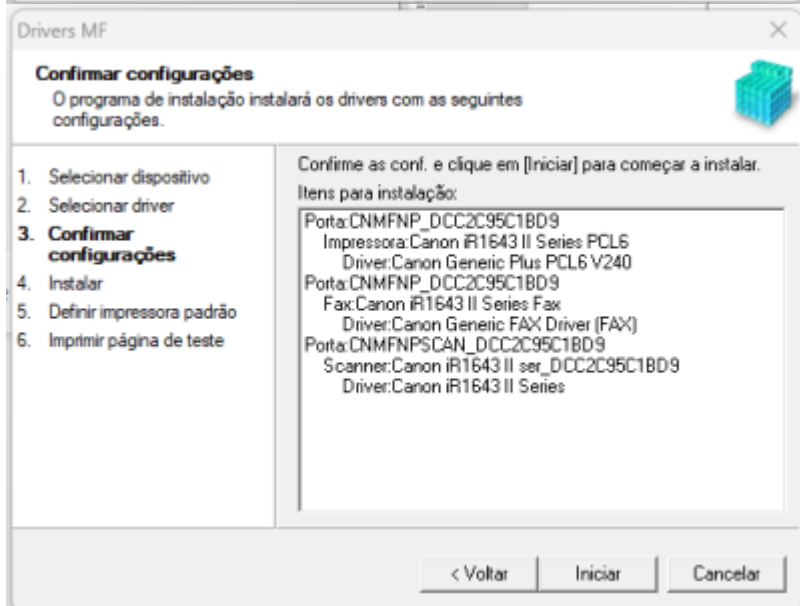 Drivers MF
Confirmar configurações
O programa de instalação instalará os drivers com as seguintes
configurações.
1. Selecionar dispositivo
2. Selecionar driver
3. Confirmar
configurações
4. Instalar
5. Definir impressora padrão
6. Imprimir página de teste
Confirme as conf. e clique em [Iniciar] para começar a instalar.
Itens para instalação:
Porta:CNMFNP_DCC2C95C1BD9
Impressora:Canon iR1643 II Series PCL6
Driver:Canon Generic Plus PCL6 V240
Porta:CNMFNP_DCC2C95C1BD9
Fax:Canon iR1643 II Series Fax
Driver:Canon Generic FAX Driver (FAX)
Porta:CNMFNPSCAN_DCC2C95C1BD9
Scanner:Canon iR1643 II ser_DCC2C95C1BD9
Driver:Canon iR1643 II Series
< Voltar
Iniciar
Cancelar